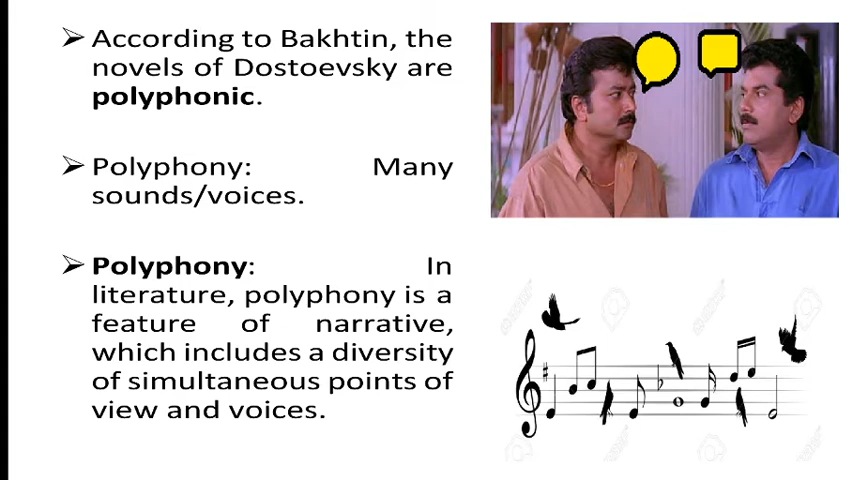 According to Bakhtin, the
novels of Dostoevsky are
polyphonic.
Polyphony: Many
sounds/voices.
Polyphony: In
literature, polyphony is a
feature of narrative,
which includes a diversity
of simultaneous points of
view and voices.